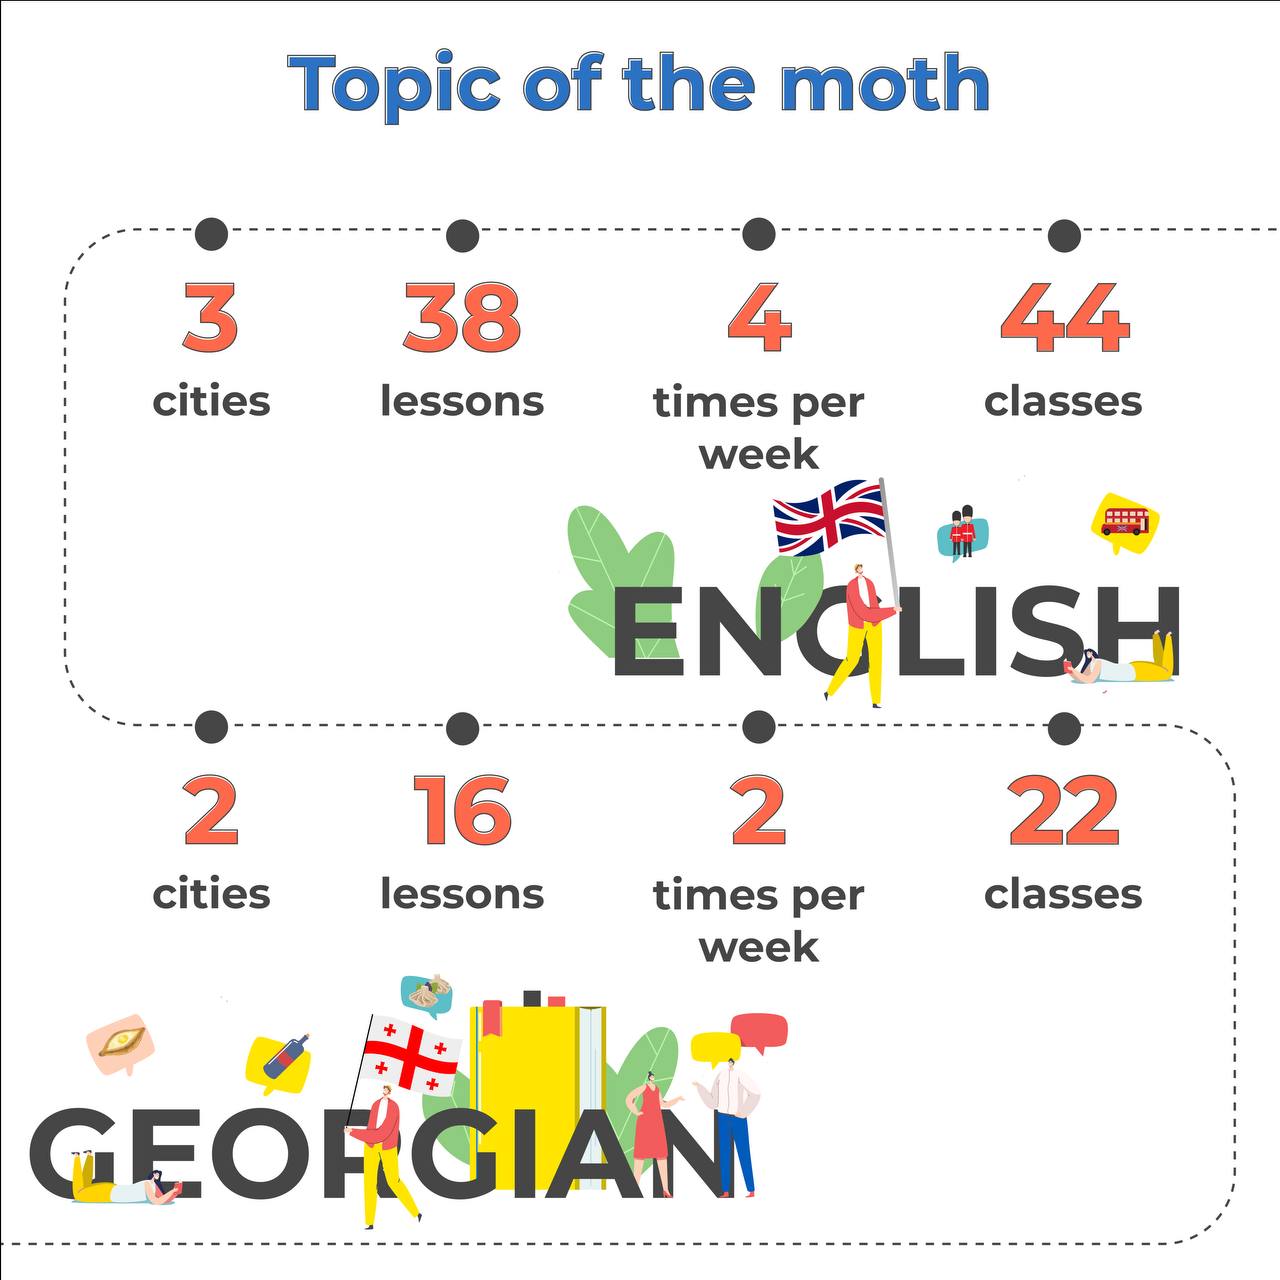 Topic of the moth
3 38 4 44
cities lessons times per classes
week
ENGLISH
2 16 2 22
cities lessons times per classes
week
GEORGIAN